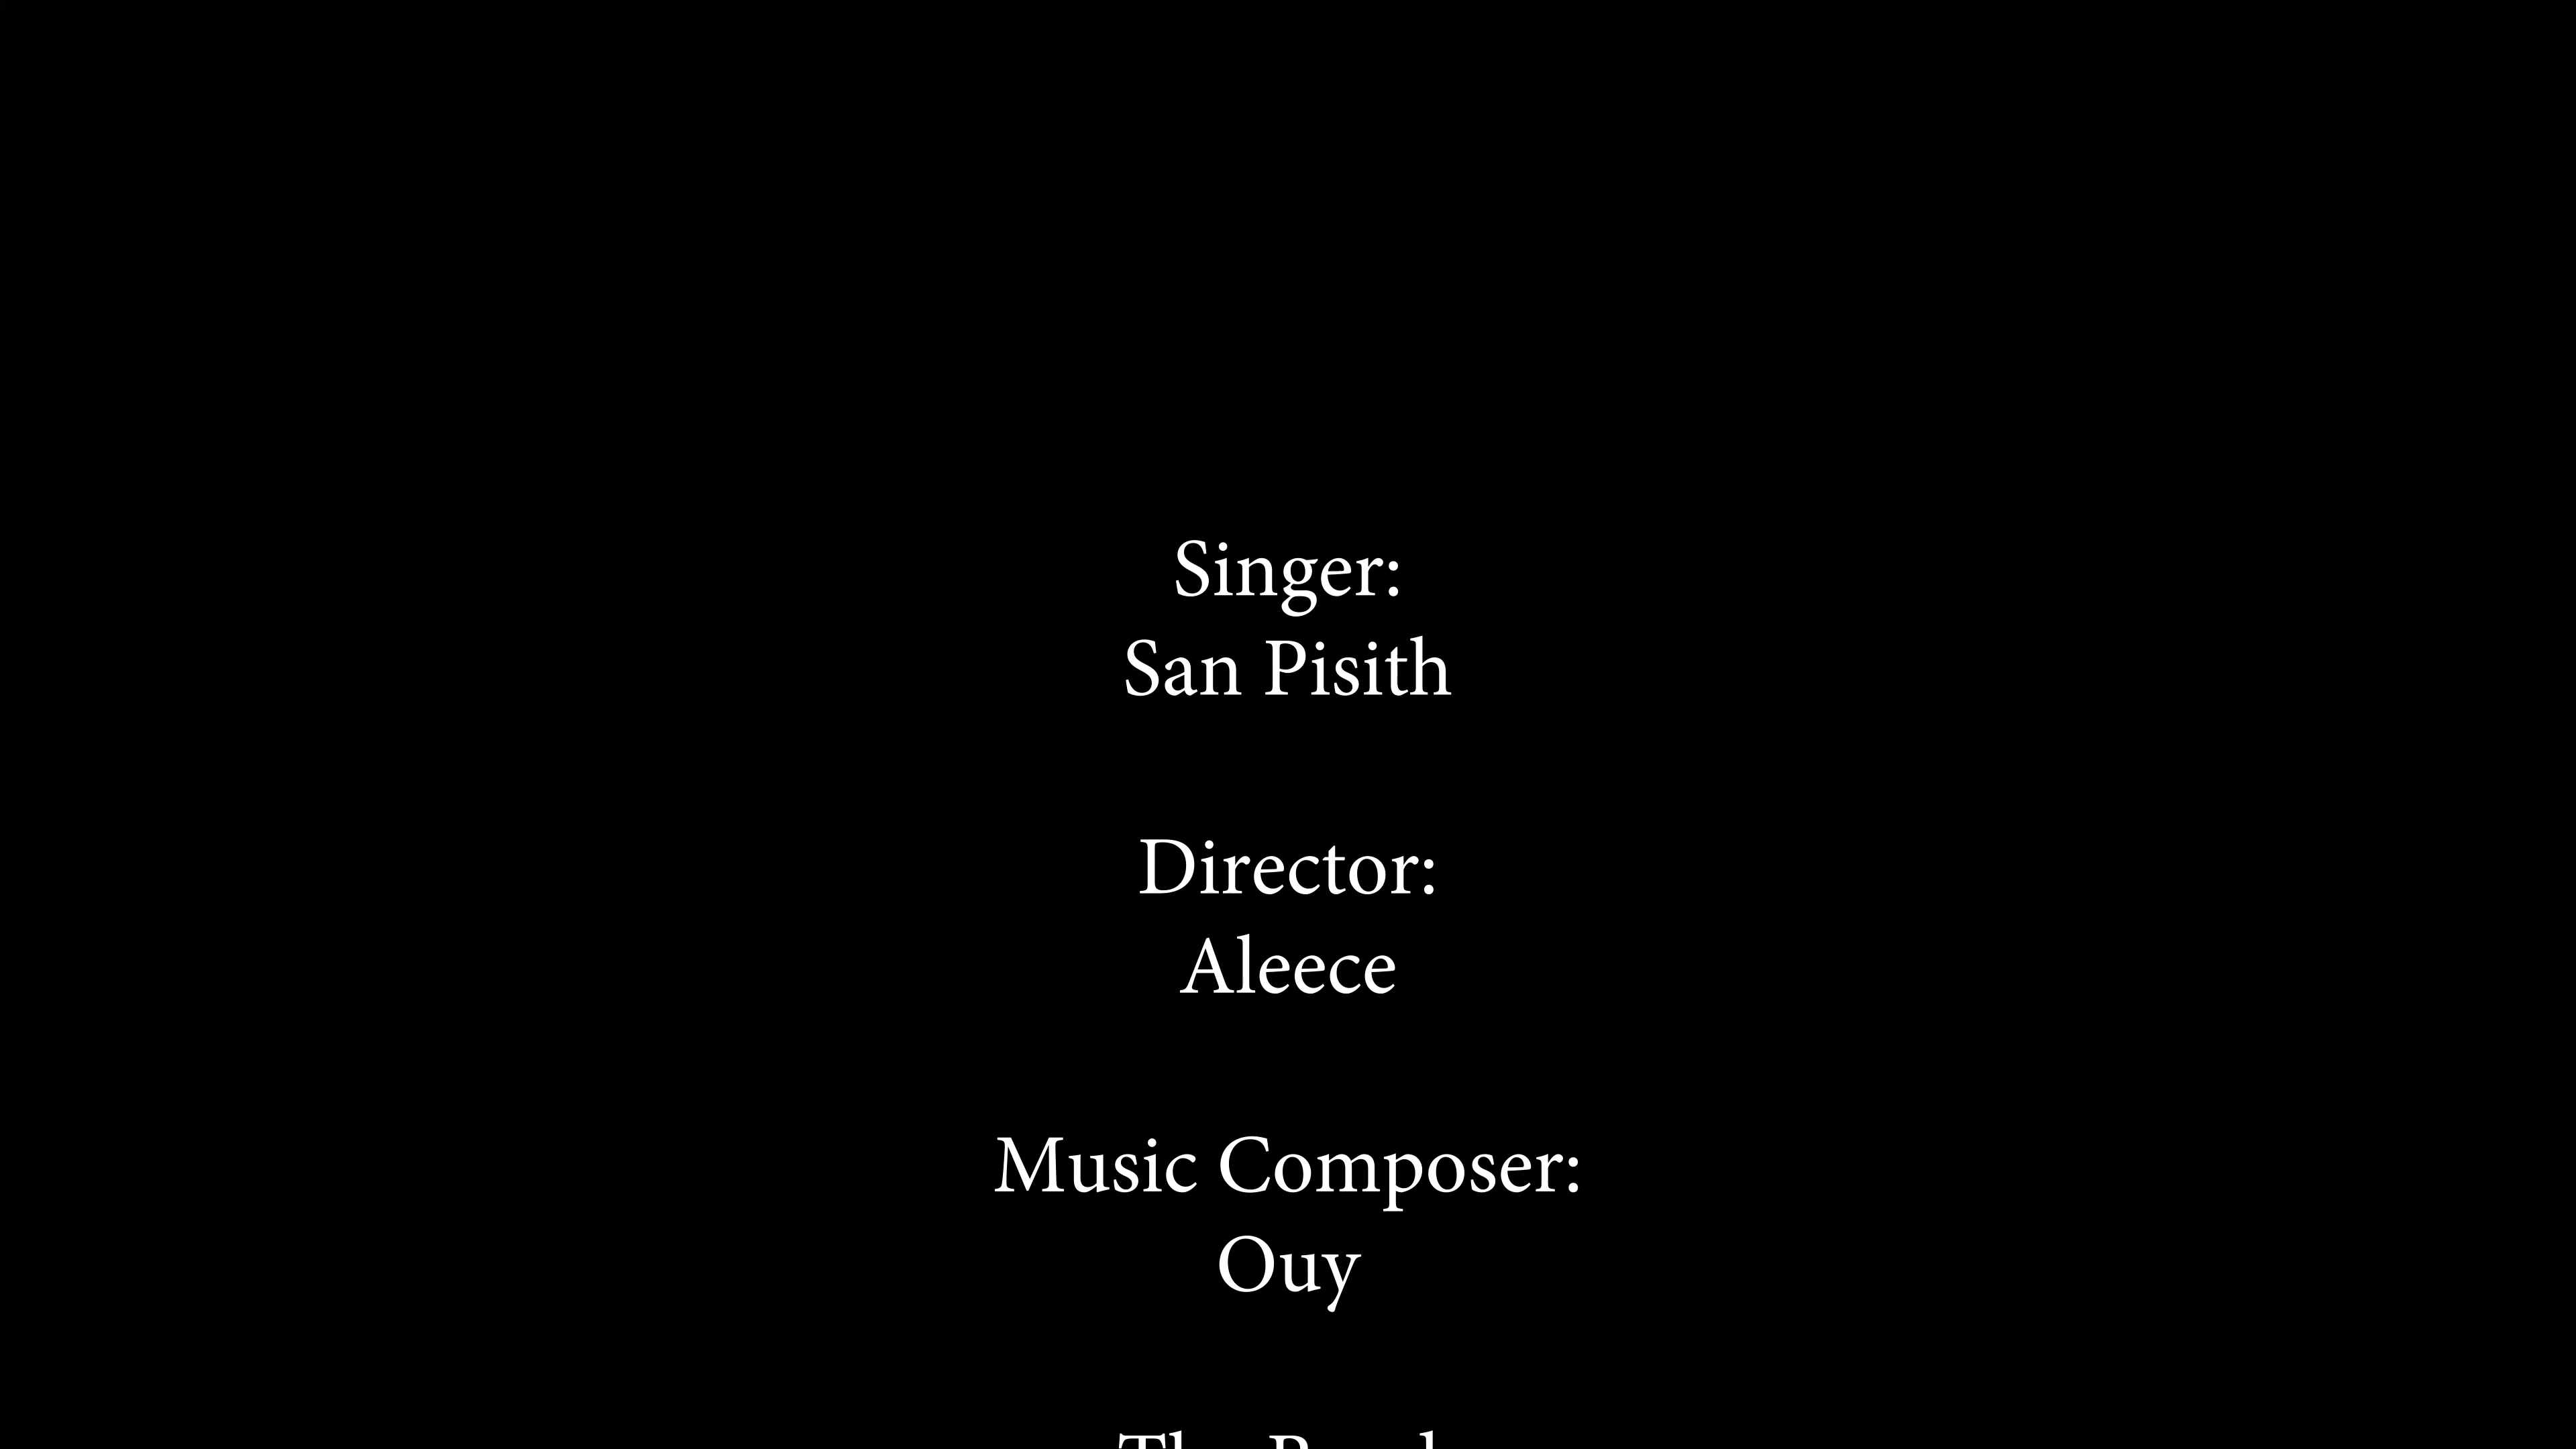 Singer:
San Pisith
Director:
Aleece
Music Composer:
Ouy